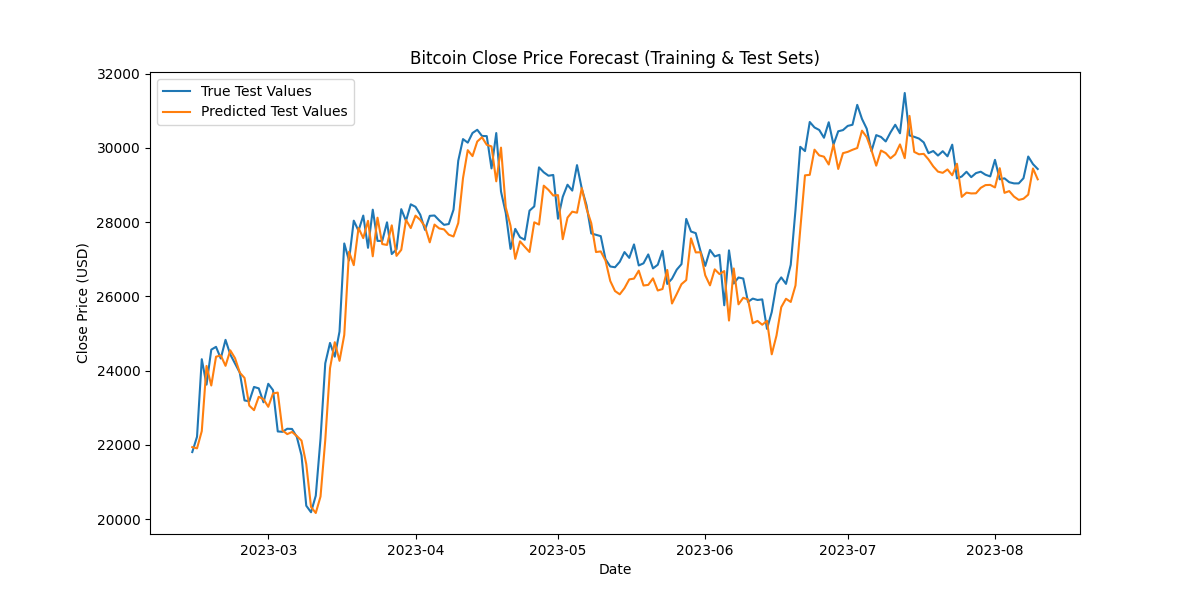 Bitcoin Close Price Forecast (Training & Test Sets)
True Test Values
Predicted Test Values
Close Price (USD)
32000
30000
28000
26000
24000
22000
20000
2023-03
2023-04
2023-05
2023-06
2023-07
2023-08
Date